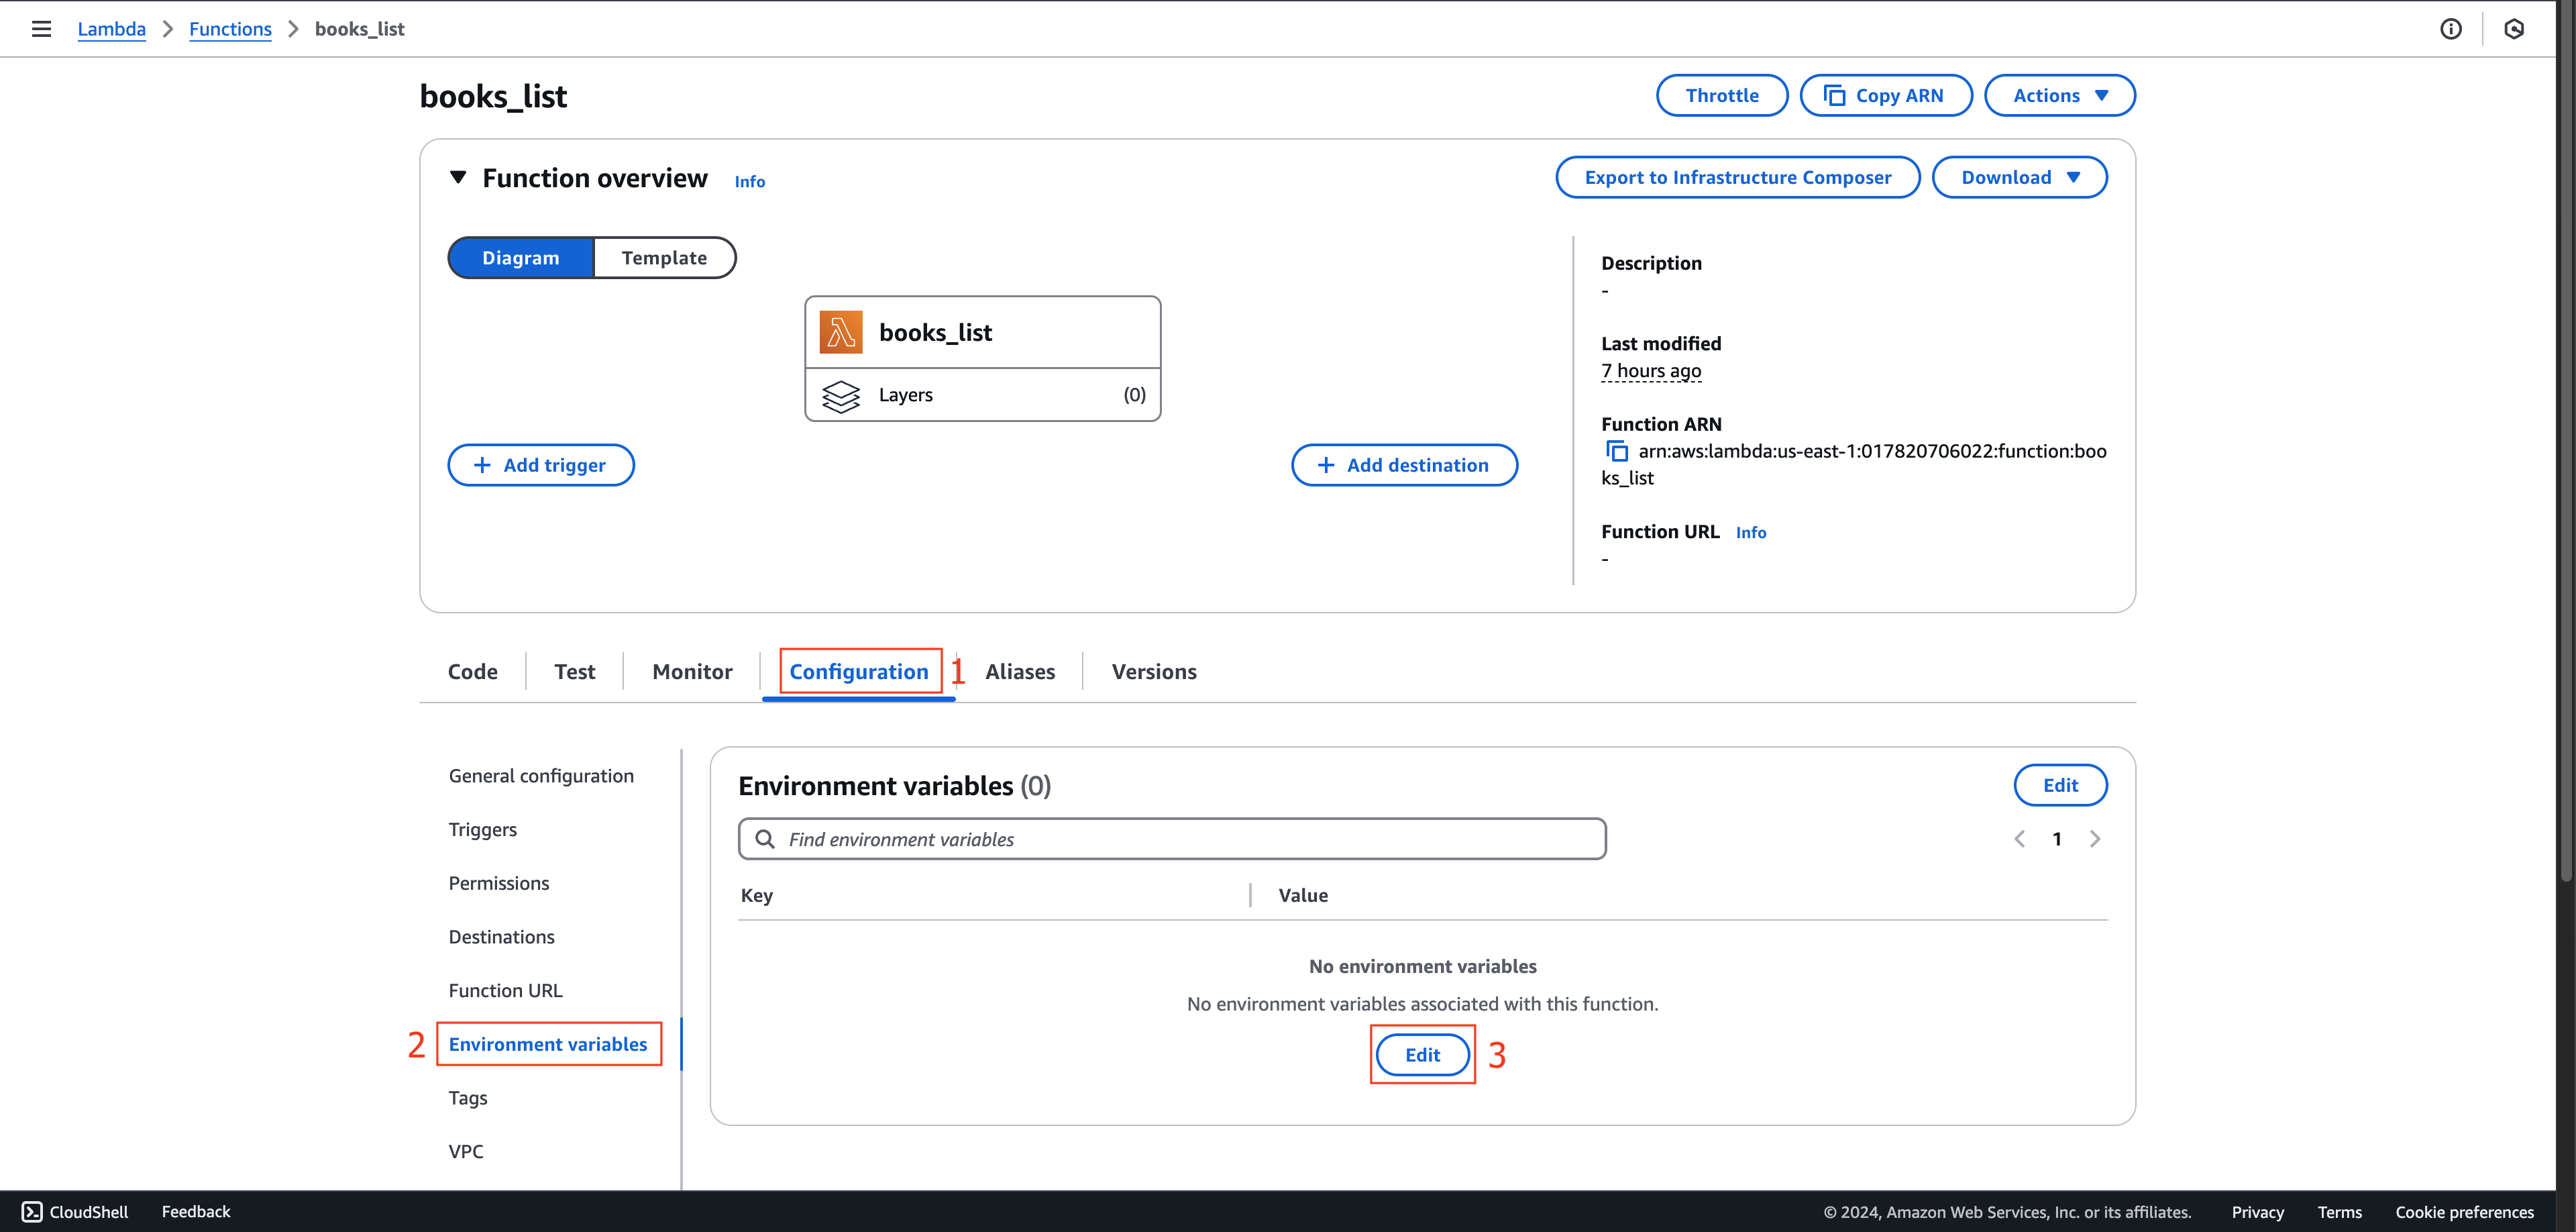 Lambda > Functions > books_list
books_list
Throttle Copy ARN Actions
Function overview Info
Export to Infrastructure Composer Download
Diagram Template
books_list
Layers (0)
+ Add trigger
+ Add destination
Description
-
Last modified
7 hours ago
Function ARN
arn:aws:lambda:us-east-1:017820706022:function:boo
ks_list
Function URL Info
-
Code Test Monitor Configuration 1 Aliases Versions
General configuration
Triggers
Permissions
Destinations
Function URL
2 Environment variables
Tags
VPC
Environment variables (0) Edit
Find environment variables
1
Key Value
No environment variables
No environment variables associated with this function.
Edit 3
CloudShell Feedback © 2024, Amazon Web Services, Inc. or its affiliates. Privacy Terms Cookie preferences